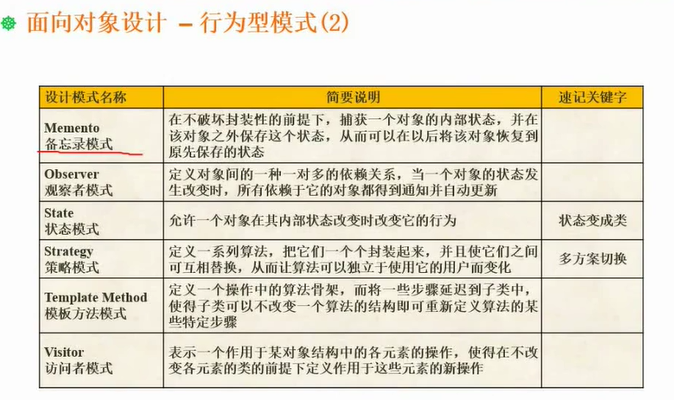 面向对象设计 – 行为型模式(2)
设计模式名称 简要说明 速记关键字
Memento
备忘录模式
在不破坏封装性的前提下，捕获一个对象的内部状态，并在
该对象之外保存这个状态，从而可以在以后将该对象恢复到
原先保存的状态
Observer
观察者模式
定义对象间的一种一对多的依赖关系，当一个对象的状态发
生改变时，所有依赖于它的对象都得到通知并自动更新
State
状态模式
允许一个对象在其内部状态改变时改变它的行为
状态变成类
Strategy
策略模式
定义一系列算法，把它们一个个封装起来，并且使它们之间
可互相替换，从而让算法可以独立于使用它的用户而变化
多方案切换
Template Method
模板方法模式
定义一个操作中的算法骨架，而将一些步骤延迟到子类中，
使得子类可以不改变一个算法的结构即可重新定义算法的某
些特定步骤
Visitor
访问者模式
表示一个作用于某对象结构中的各元素的操作，使得在不改
变各元素的类的前提下定义作用于这些元素的新操作